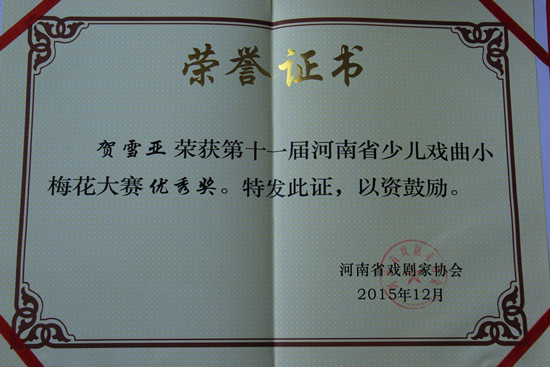 荣誉证书
贺雪亚荣获第十一届河南省少儿戏曲小
梅花大赛优秀奖。特发此证，以资鼓励。
河南省戏剧家协会
2015年12月